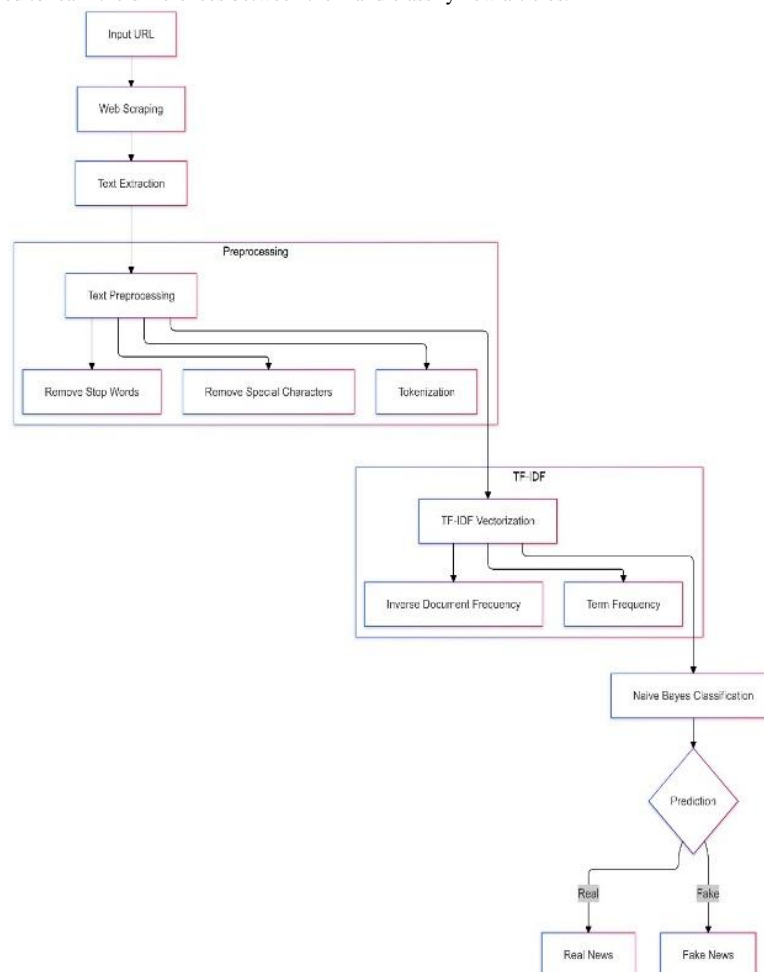 Input URL
Web Scraping
Text Extraction
Preprocessing
Text Preprocessing
Remove Stop Words
Remove Special Characters
Tokenization
TF-IDF
TF-IDF Vectorization
Inverse Document Frequency
Term Frequency
Naive Bayes Classification
Prediction
Real
Fake
Real News
Fake News